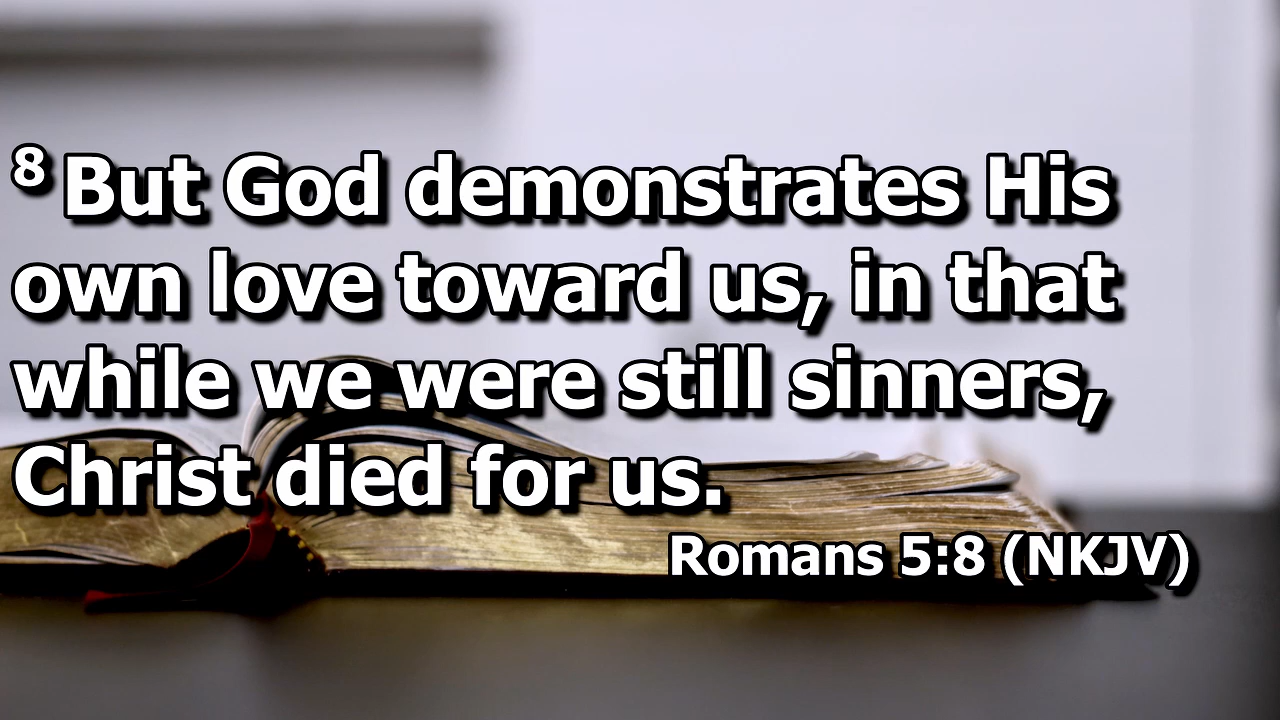 8 But God demonstrates His
own love toward us, in that
while we were still sinners,
Christ died for us.
Romans 5:8 (NKJV)